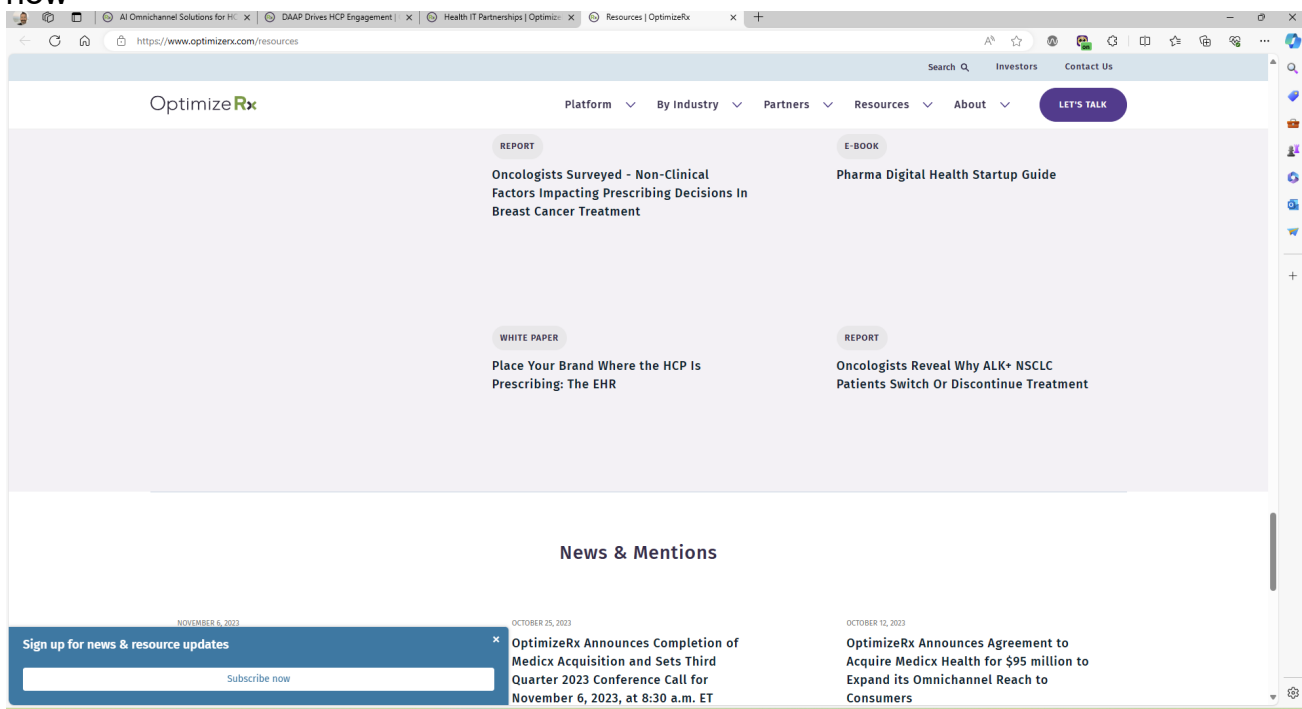 now
AI Omnichannel Solutions for HC
DAAP Drives HCP Engagement |
Health IT Partnerships | Optimize
Resources | OptimizeRx
https://www.optimizerx.com/resources
Search
Investors
Contact Us
OptimizeRx
Platform
By Industry
Partners
Resources
About
LET'S TALK
REPORT
Oncologists Surveyed - Non-Clinical
Factors Impacting Prescribing Decisions In
Breast Cancer Treatment
E-BOOK
Pharma Digital Health Startup Guide
WHITE PAPER
Place Your Brand Where the HCP Is
Prescribing: The EHR
REPORT
Oncologists Reveal Why ALK+ NSCLC
Patients Switch Or Discontinue Treatment
News & Mentions
NOVEMBER 6, 2023
Sign up for news & resource updates
Subscribe now
OCTOBER 25, 2023
OptimizeRx Announces Completion of
Medicx Acquisition and Sets Third
Quarter 2023 Conference Call for
November 6, 2023, at 8:30 a.m. ET
OCTOBER 12, 2023
OptimizeRx Announces Agreement to
Acquire Medicx Health for $95 million to
Expand its Omnichannel Reach to
Consumers